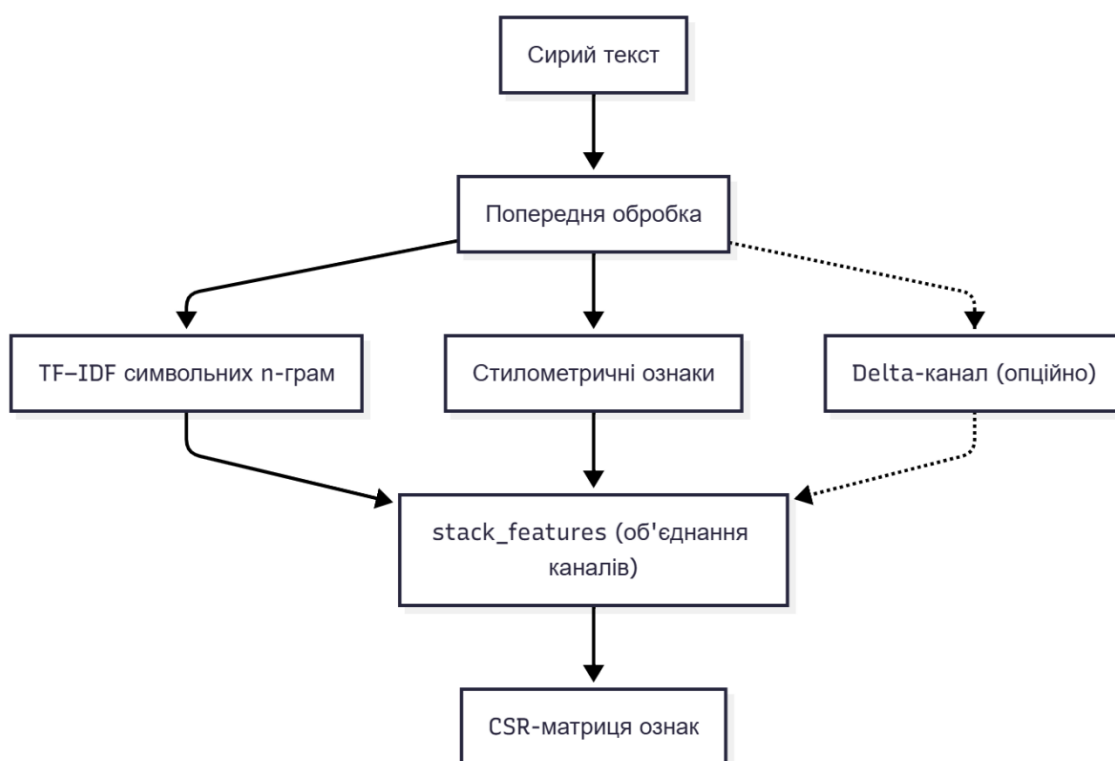 Сирий текст
Попередня обробка
TF–IDF символьних n-грам
Стилометричні ознаки
Delta-канал (опційно)
stack_features (об'єднання
каналів)
CSR-матриця ознак